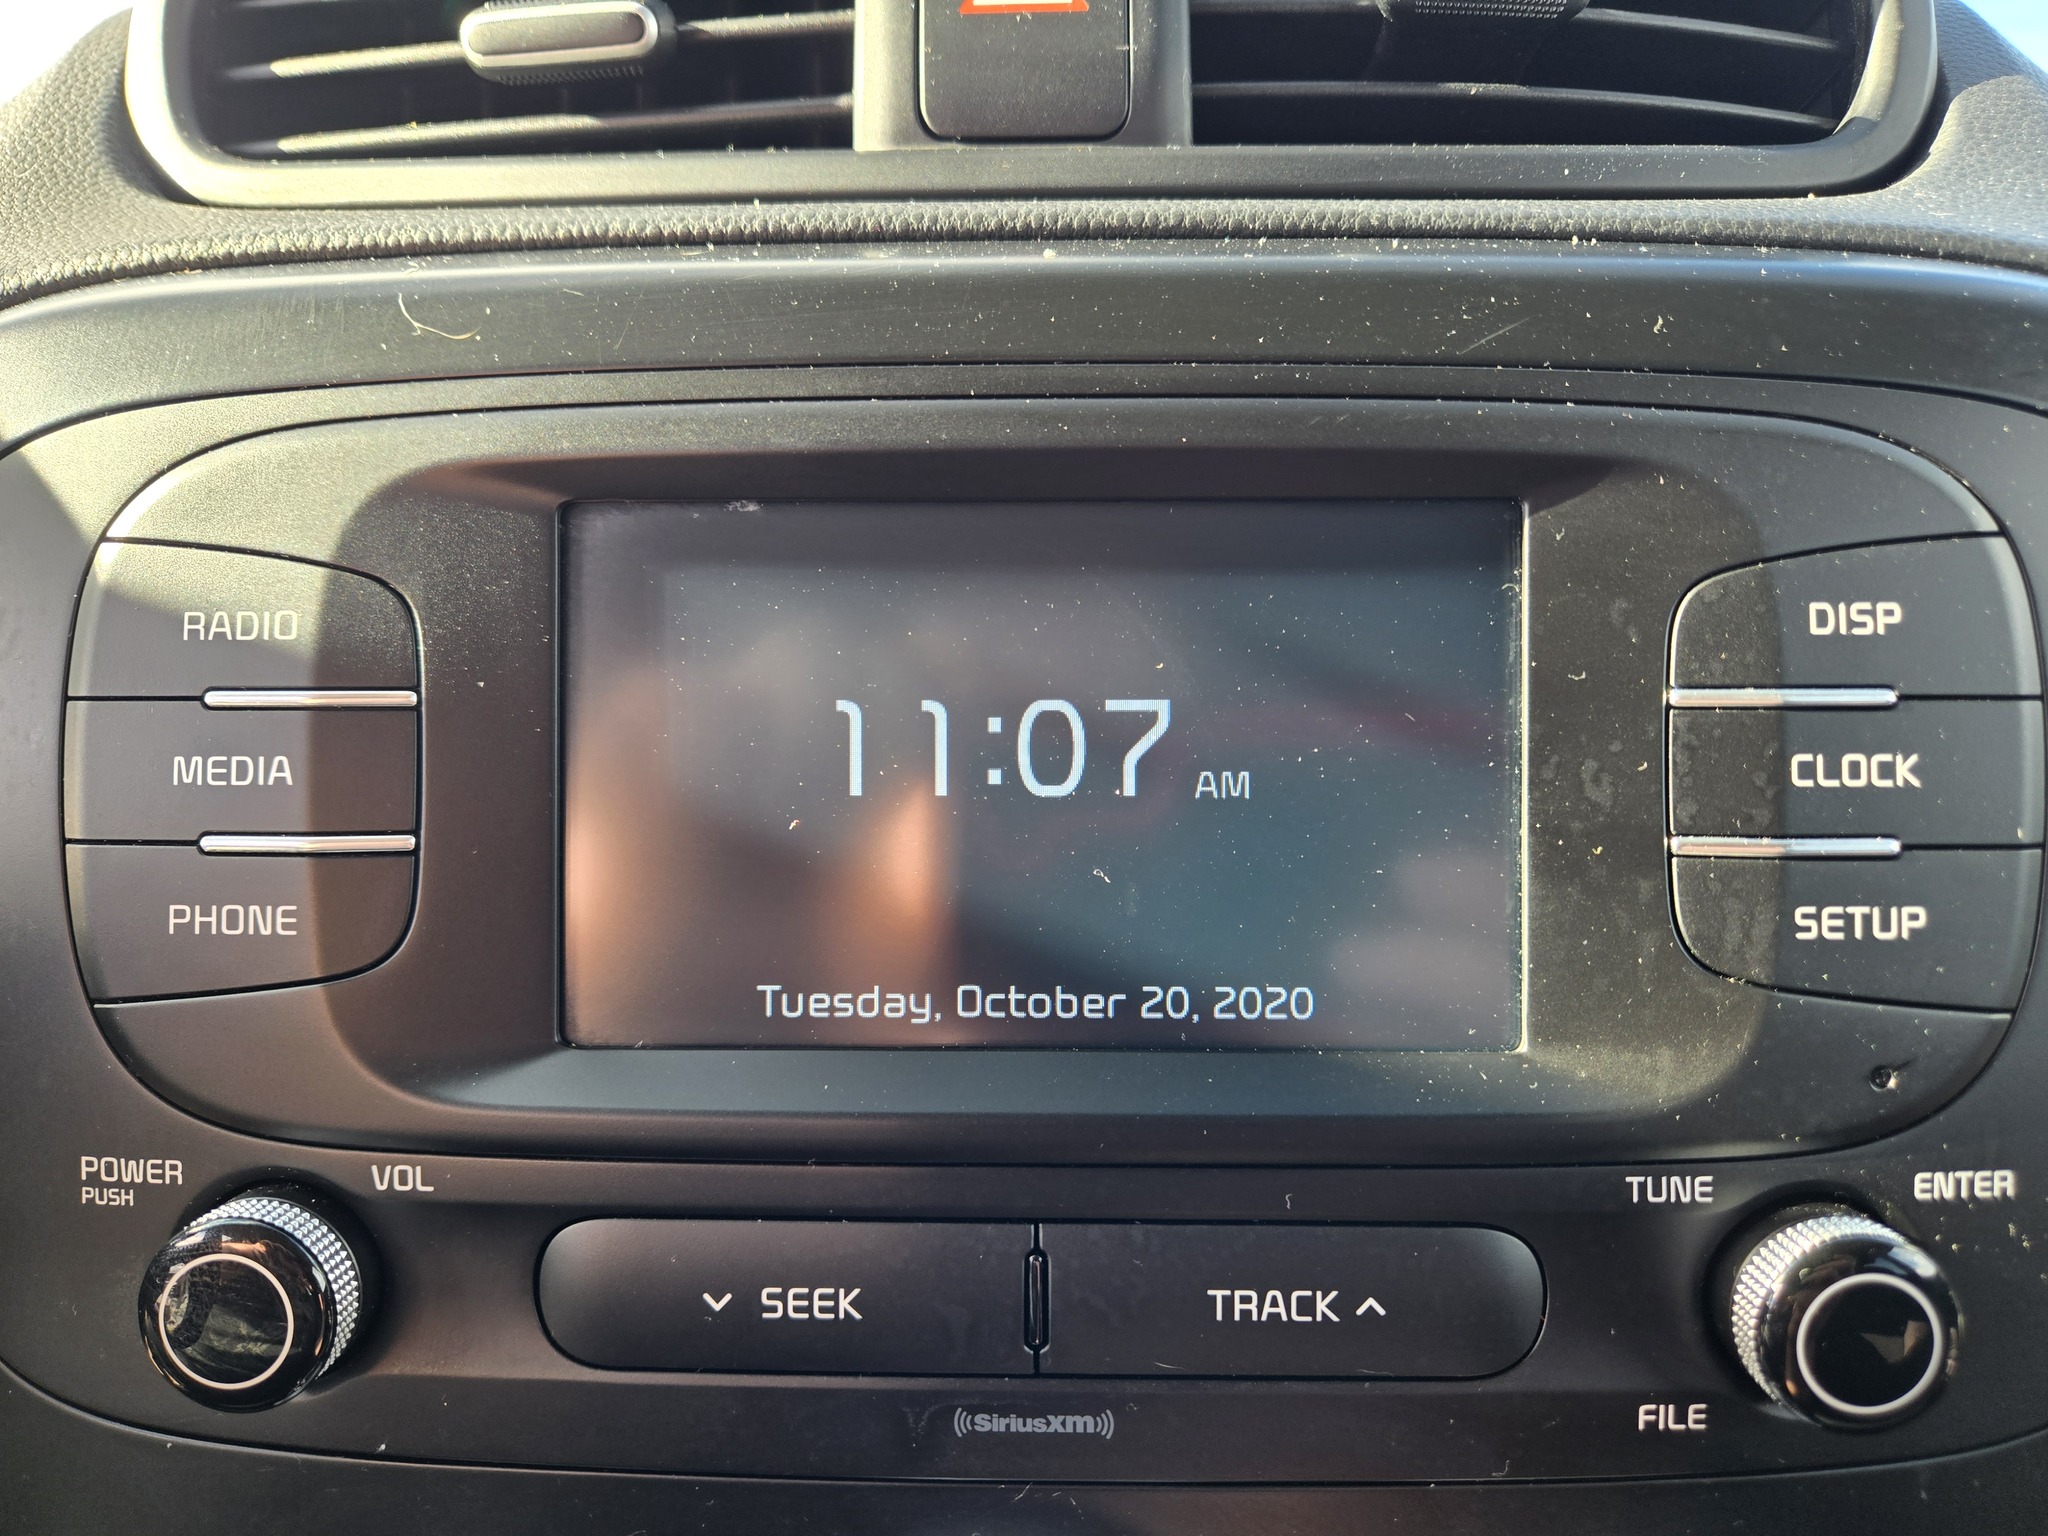 RADIO
MEDIA
PHONE
11:07 AM
Tuesday, October 20, 2020
DISP
CLOCK
SETUP
POWER
PUSH
VOL
SEEK
TRACK
TUNE
ENTER
FILE
SiriusXM